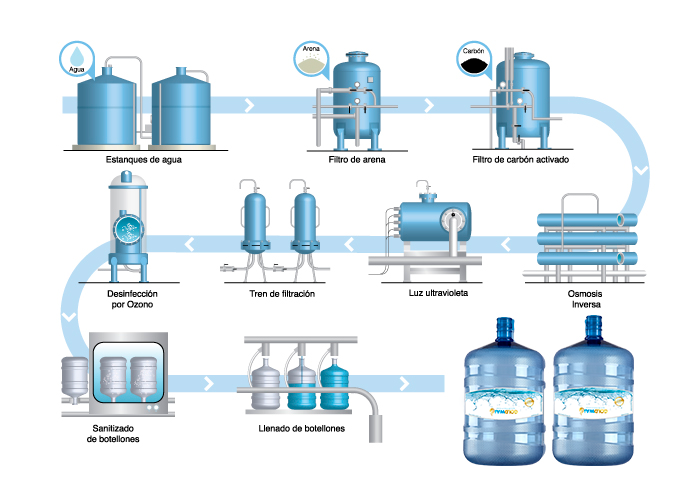 Agua
Arena
Carbón
Estanques de agua
Filtro de arena
Filtro de carbón activado
Desinfección
por Ozono
Tren de filtración
Luz ultravioleta
Osmosis
Inversa
Sanitizado
de botellones
Llenado de botellones